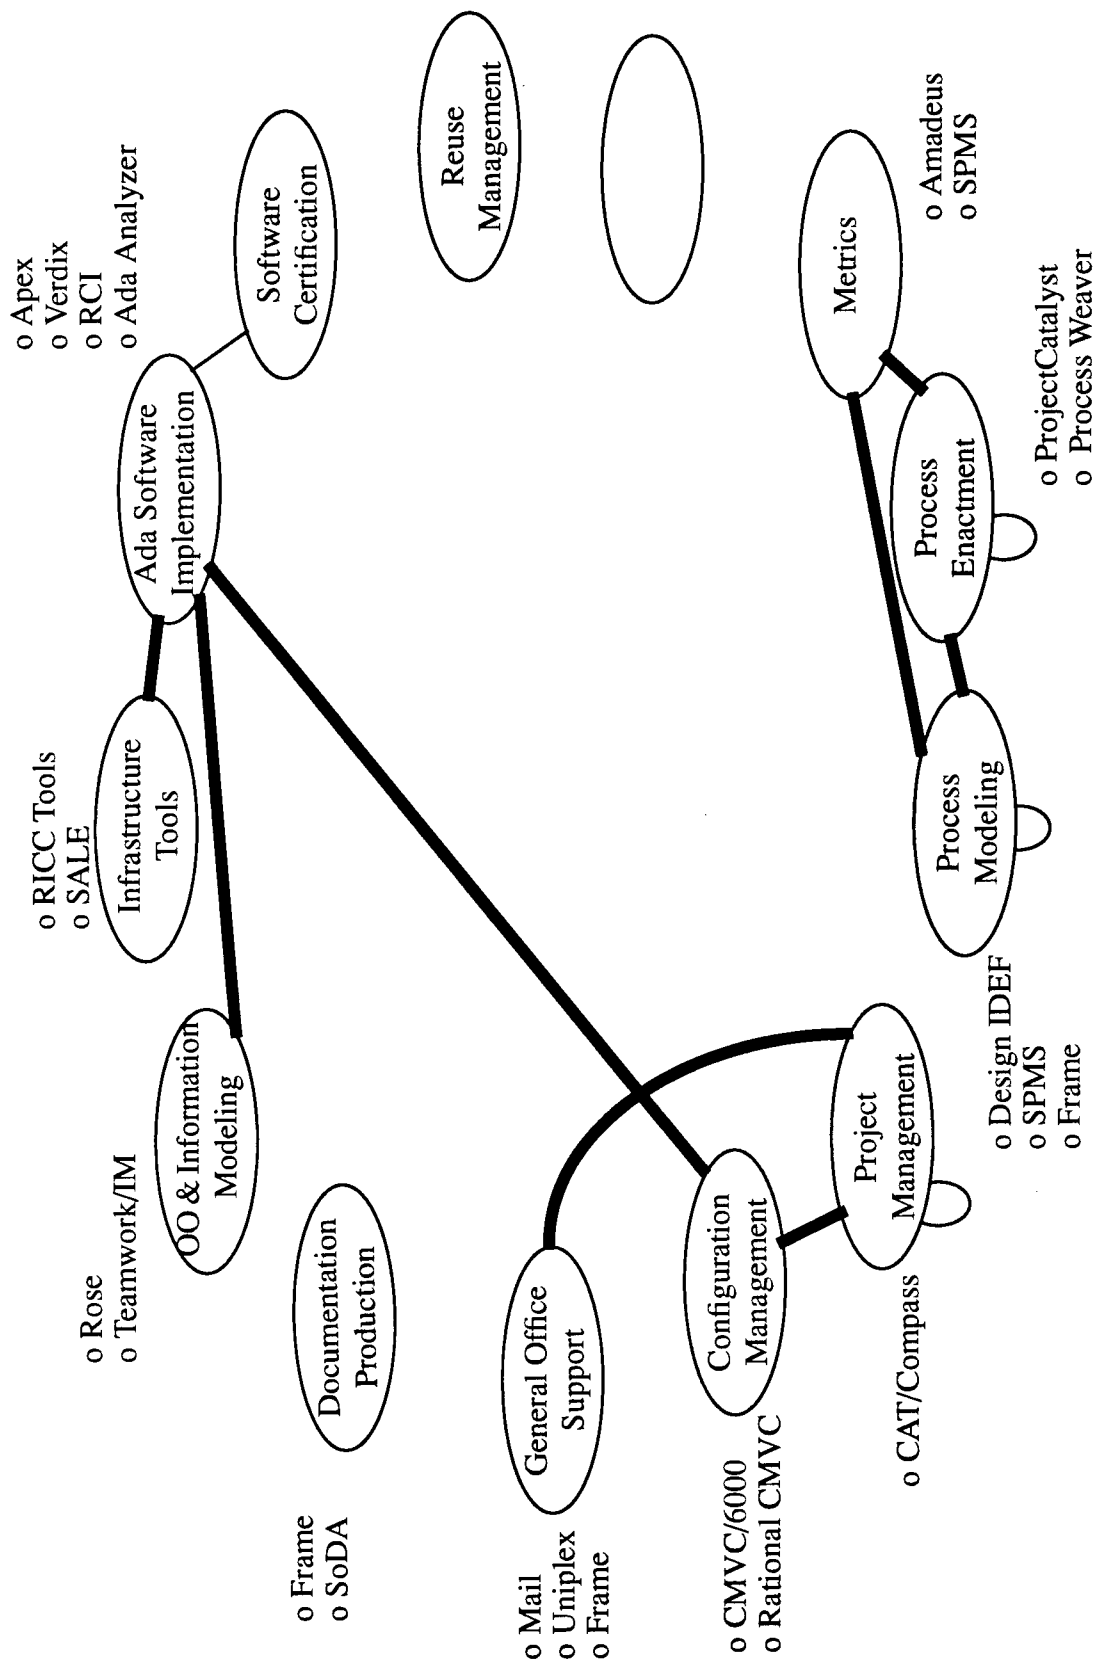 o Apex
o Verdix
o RCI
o Ada Analyzer
o RICC Tools
o SALE
o Rose
o Teamwork/IM
Infrastructure
Tools
Ada Software
Implementation
OO & Information
Modeling
Software
Certification
o Frame
o SoDA
Documentation
Production
Reuse
Management
o Mail
o Uniplex
o Frame
General Office
Support
o CMVC/6000
o Rational CMVC
Configuration
Management
Metrics
o Amadeus
o SPMS
Project
Management
o CAT/Compass
Process
Enactment
Process
Modeling
o Design IDEF
o SPMS
o Frame
o ProjectCatalyst
o Process Weaver